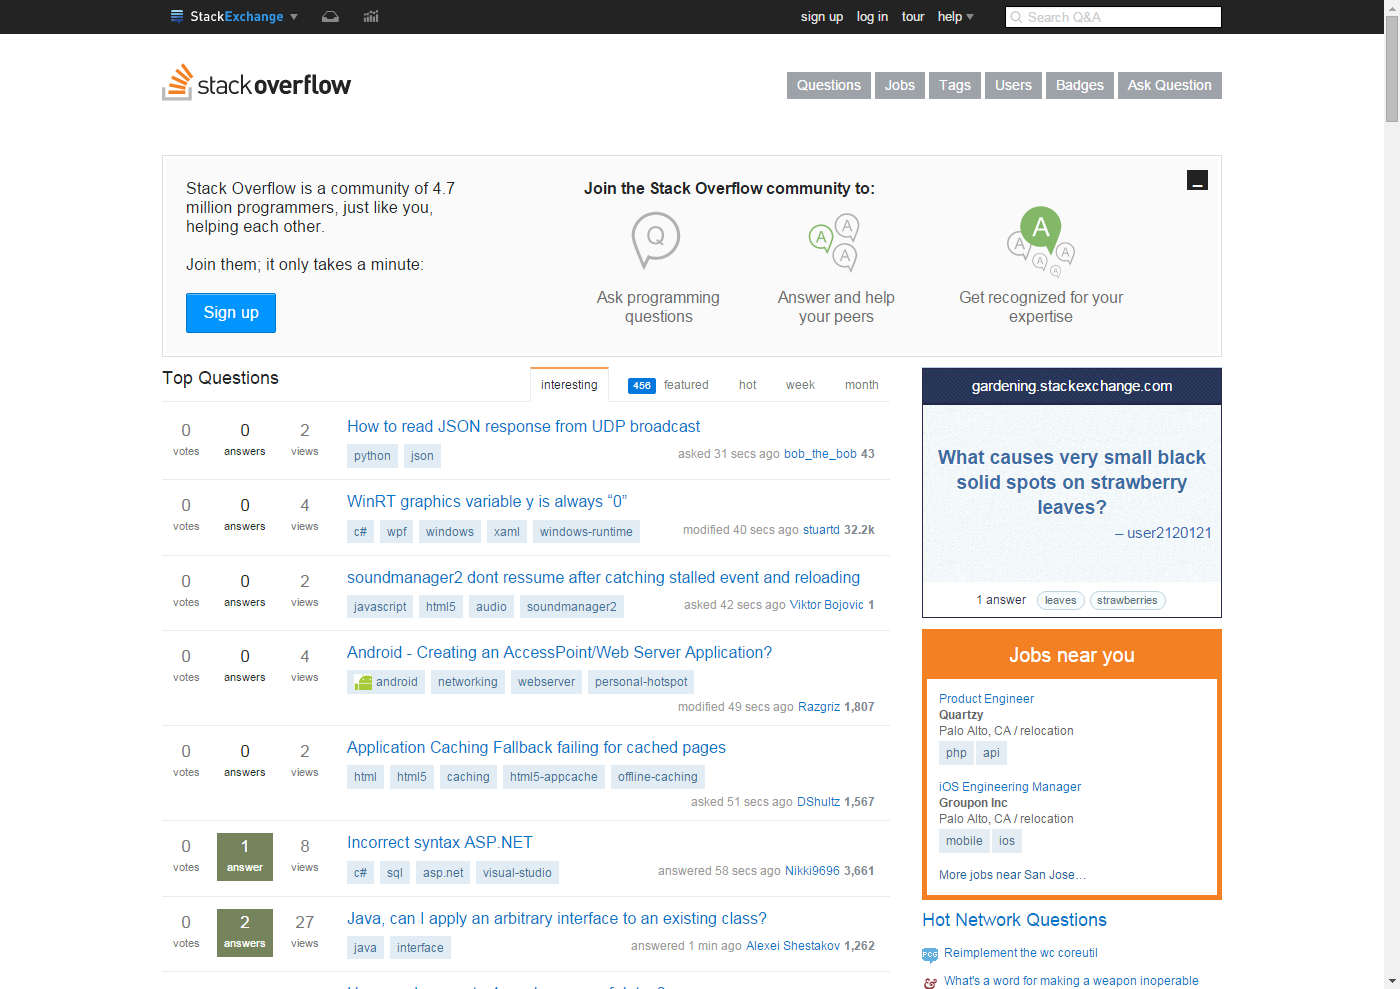 StackExchange
sign up log in tour help
Search Q&A
stackoverflow
Questions Jobs Tags Users Badges Ask Question
Stack Overflow is a community of 4.7
million programmers, just like you,
helping each other.
Join them; it only takes a minute:
Sign up
Join the Stack Overflow community to:
Q
A A A
A A A A A
Ask programming
questions
Answer and help
your peers
Get recognized for your
expertise
Top Questions
interesting 456 featured hot week month
0 votes 0 answers 2 views
How to read JSON response from UDP broadcast
python json
asked 31 secs ago bob_the_bob 43
0 votes 0 answers 4 views
WinRT graphics variable y is always “0”
c# wpf windows xaml windows-runtime
modified 40 secs ago stuartd 32.2k
0 votes 0 answers 2 views
soundmanager2 dont ressume after catching stalled event and reloading
javascript html5 audio soundmanager2
asked 42 secs ago Viktor Bojovic 1
0 votes 0 answers 4 views
Android - Creating an AccessPoint/Web Server Application?
android networking webserver personal-hotspot
modified 49 secs ago Razgriz 1,807
0 votes 0 answers 2 views
Application Caching Fallback failing for cached pages
html html5 caching html5-appcache offline-caching
asked 51 secs ago DShultz 1,567
0 votes 1 answer 8 views
Incorrect syntax ASP.NET
c# sql asp.net visual-studio
answered 58 secs ago Nikki9696 3,661
0 votes 2 answers 27 views
Java, can I apply an arbitrary interface to an existing class?
java interface
answered 1 min ago Alexei Shestakov 1,262
gardening.stackexchange.com
What causes very small black
solid spots on strawberry
leaves?
– user2120121
1 answer leaves strawberries
Jobs near you
Product Engineer
Quartzy
Palo Alto, CA / relocation
php api
iOS Engineering Manager
Groupon Inc
Palo Alto, CA / relocation
mobile ios
More jobs near San Jose…
Hot Network Questions
PCG Reimplement the wc coreutil
& What's a word for making a weapon inoperable